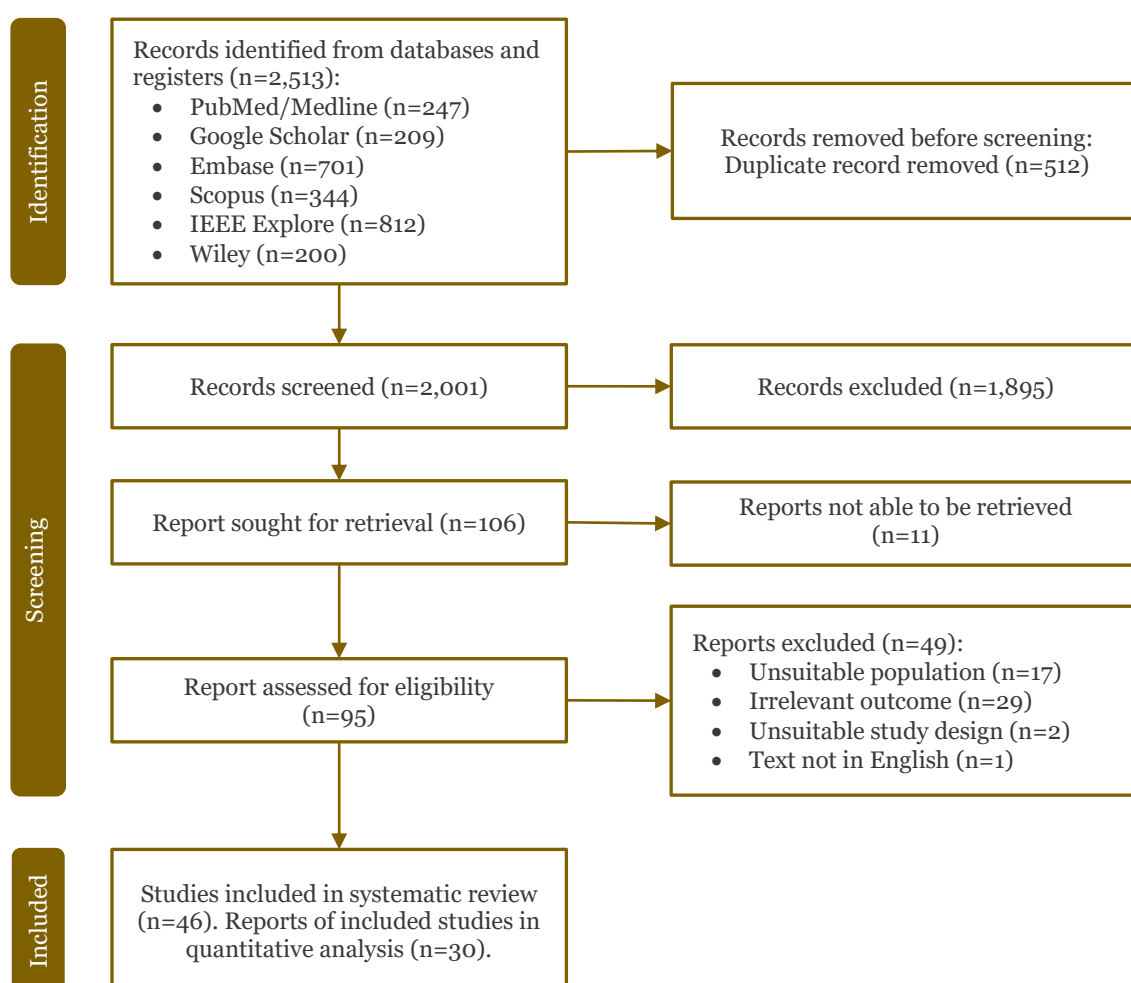 Identification
Records identified from databases and
registers (n=2,513):
• PubMed/Medline (n=247)
• Google Scholar (n=209)
• Embase (n=701)
• Scopus (n=344)
• IEEE Explore (n=812)
• Wiley (n=200)
Records removed before screening:
Duplicate record removed (n=512)
Screening
Records screened (n=2,001)
Records excluded (n=1,895)
Report sought for retrieval (n=106)
Reports not able to be retrieved
(n=11)
Report assessed for eligibility
(n=95)
Reports excluded (n=49):
• Unsuitable population (n=17)
• Irrelevant outcome (n=29)
• Unsuitable study design (n=2)
• Text not in English (n=1)
Included
Studies included in systematic review
(n=46). Reports of included studies in
quantitative analysis (n=30).